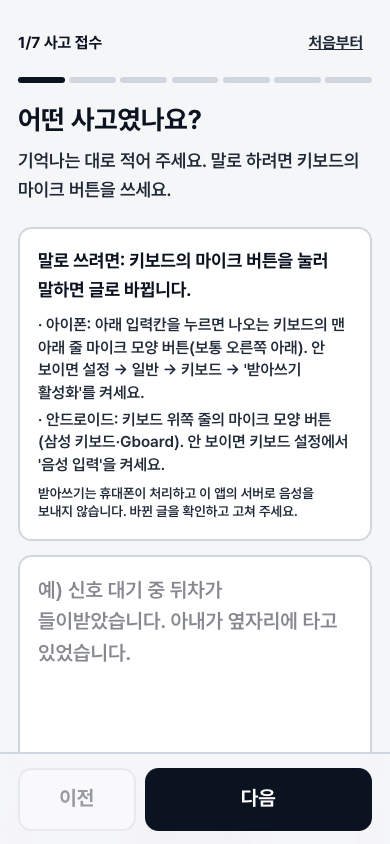 1/7 사고 접수
처음부터
어떤 사고였나요?
기억나는 대로 적어 주세요. 말로 하려면 키보드의
마이크 버튼을 쓰세요.
말로 쓰려면: 키보드의 마이크 버튼을 눌러
말하면 글로 바뀝니다.
· 아이폰: 아래 입력칸을 누르면 나오는 키보드의 맨
아래 줄 마이크 모양 버튼(보통 오른쪽 아래). 안
보이면 설정 → 일반 → 키보드 → '받아쓰기
활성화'를 켜세요.
· 안드로이드: 키보드 위쪽 줄의 마이크 모양 버튼
(삼성 키보드·Gboard). 안 보이면 키보드 설정에서
'음성 입력'을 켜세요.
받아쓰기는 휴대폰이 처리하고 이 앱의 서버로 음성을
보내지 않습니다. 바뀐 글을 확인하고 고쳐 주세요.
예) 신호 대기 중 뒤차가
들이받았습니다. 아내가 옆자리에 타고
있었습니다.
이전
다음